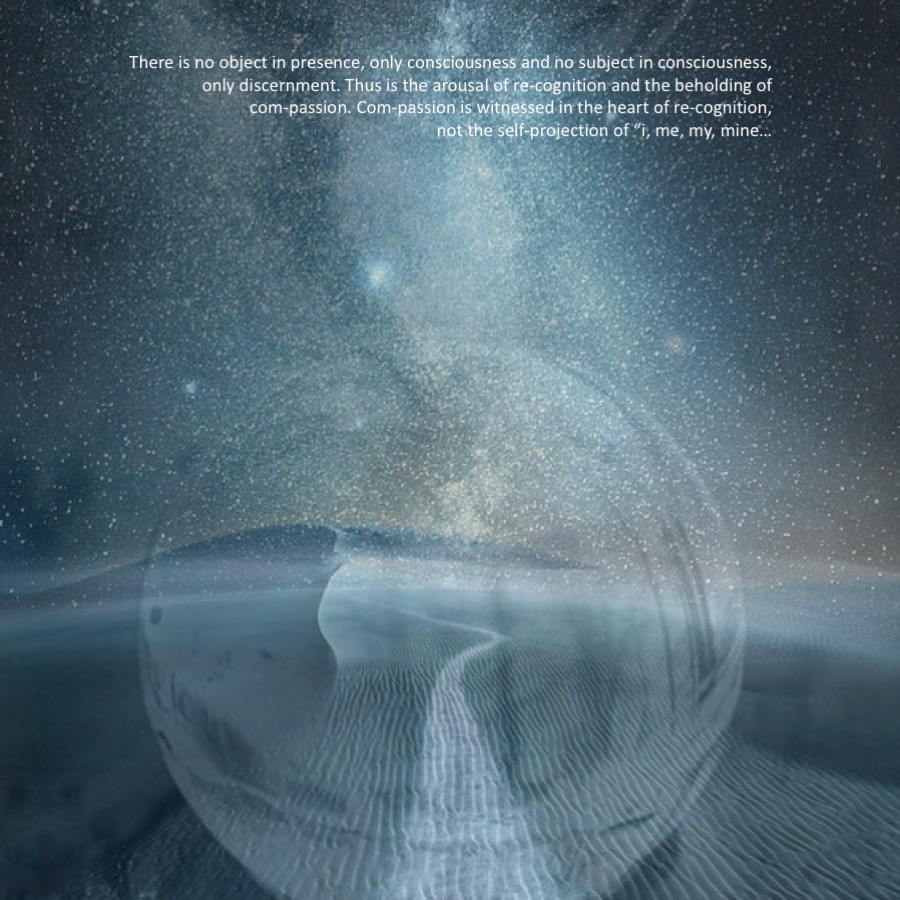 There is no object in presence, only consciousness and no subject in consciousness,
only discernment. Thus is the arousal of re-cognition and the beholding of
com-passion. Com-passion is witnessed in the heart of re-cognition,
not the self-projection of “i, me, my, mine...